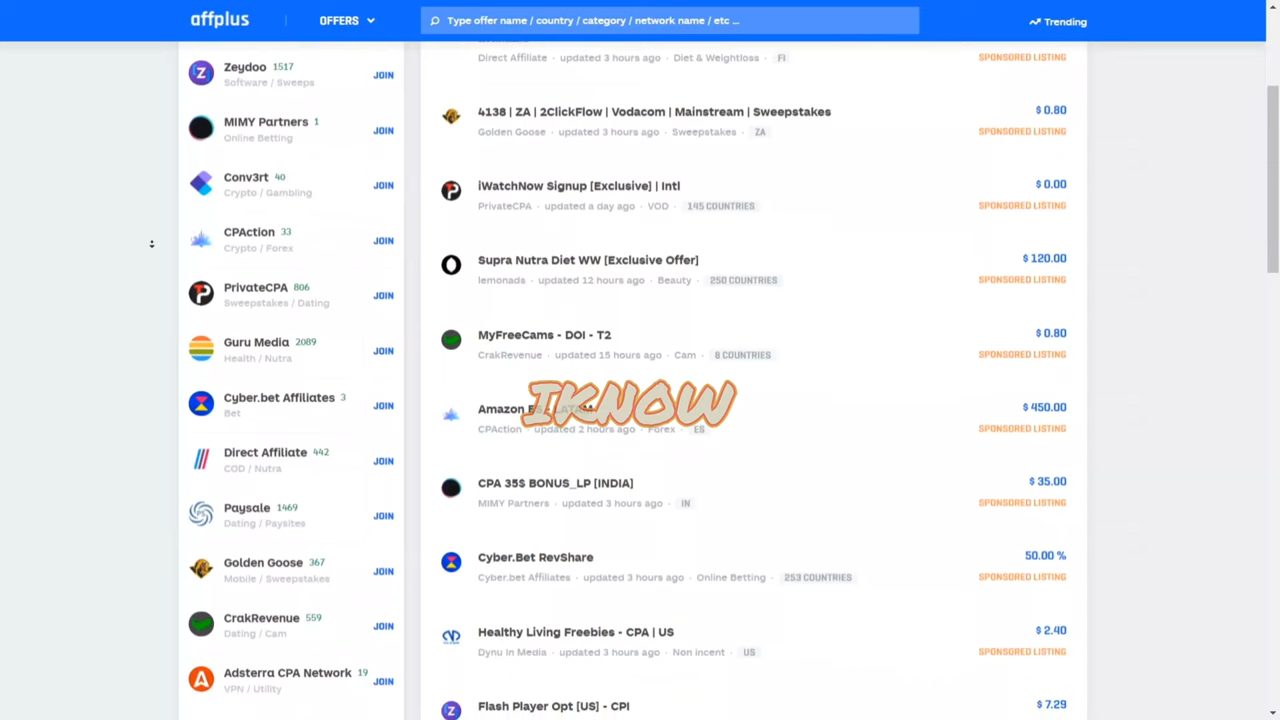 affplus
OFFERS
Type offer name / country / category / network name / etc ...
Trending
Zeydoo 1517
Software / Sweeps
JOIN
MIMY Partners 1
Online Betting
JOIN
Conv3rt 40
Crypto / Gambling
JOIN
CPAction 33
Crypto / Forex
JOIN
PrivateCPA 806
Sweepstakes / Dating
JOIN
Guru Media 2089
Health / Nutra
JOIN
Cyber.bet Affiliates 3
Bet
JOIN
Direct Affiliate 442
COD / Nutra
JOIN
Paysale 1469
Dating / Paysites
JOIN
Golden Goose 367
Mobile / Sweepstakes
JOIN
CrakRevenue 559
Dating / Cam
JOIN
Adsterra CPA Network 19
VPN / Utility
JOIN
Direct Affiliate · updated 3 hours ago · Diet & Weightloss · FI
SPONSORED LISTING
4138 | ZA | 2ClickFlow | Vodacom | Mainstream | Sweepstakes
$ 0.80
Golden Goose · updated 3 hours ago · Sweepstakes · ZA
SPONSORED LISTING
iWatchNow Signup [Exclusive] | Intl
$ 0.00
PrivateCPA · updated a day ago · VOD · 145 COUNTRIES
SPONSORED LISTING
Supra Nutra Diet WW [Exclusive Offer]
$ 120.00
lemonads · updated 12 hours ago · Beauty · 250 COUNTRIES
SPONSORED LISTING
MyFreeCams - DOI - T2
$ 0.80
CrakRevenue · updated 15 hours ago · Cam · 8 COUNTRIES
SPONSORED LISTING
IKNOW
Amazon ES - LATAM
$ 450.00
CPAction · updated 2 hours ago · Forex · ES
SPONSORED LISTING
CPA 35$ BONUS_LP [INDIA]
$ 35.00
MIMY Partners · updated 3 hours ago · IN
SPONSORED LISTING
Cyber.Bet RevShare
50.00 %
Cyber.bet Affiliates · updated 3 hours ago · Online Betting · 253 COUNTRIES
SPONSORED LISTING
Healthy Living Freebies - CPA | US
$ 2.40
Dynu In Media · updated 3 hours ago · Non incent · US
SPONSORED LISTING
Flash Player Opt [US] - CPI
$ 7.29